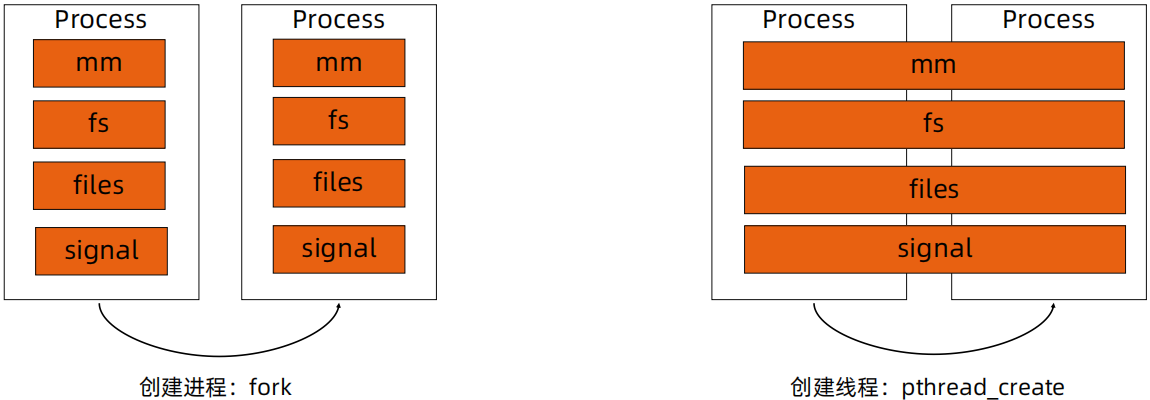 Process
mm
fs
files
signal
Process
mm
fs
files
signal
创建进程：fork
Process
Process
mm
fs
files
signal
创建线程：pthread_create